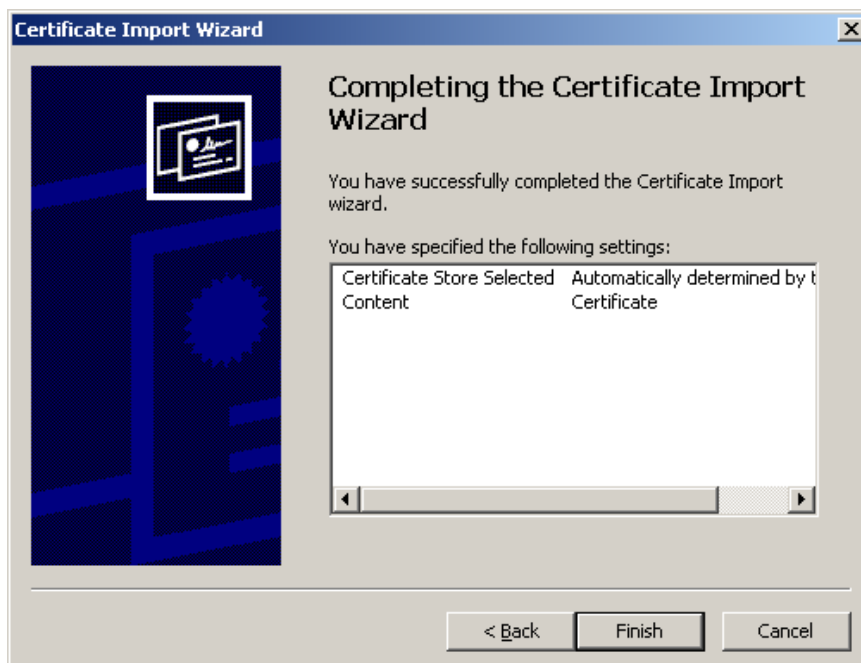 Certificate Import Wizard
Completing the Certificate Import
Wizard
You have successfully completed the Certificate Import
wizard.
You have specified the following settings:
Certificate Store Selected Automatically determined by t
Content Certificate
< Back Finish Cancel